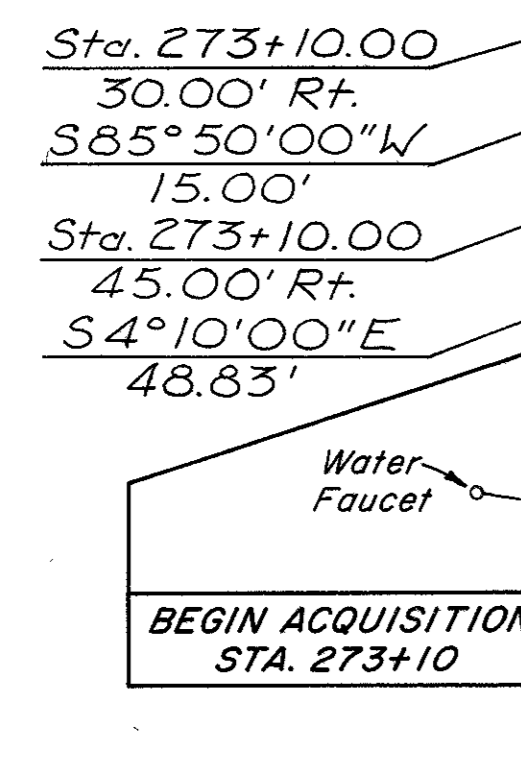 Sta. 273+10.00
30.00' Rt.
S85°50'00"W
15.00'
Sta. 273+10.00
45.00' Rt.
S4°10'00"E
48.83'
Water
Faucet
BEGIN ACQUISITION
STA. 273+10